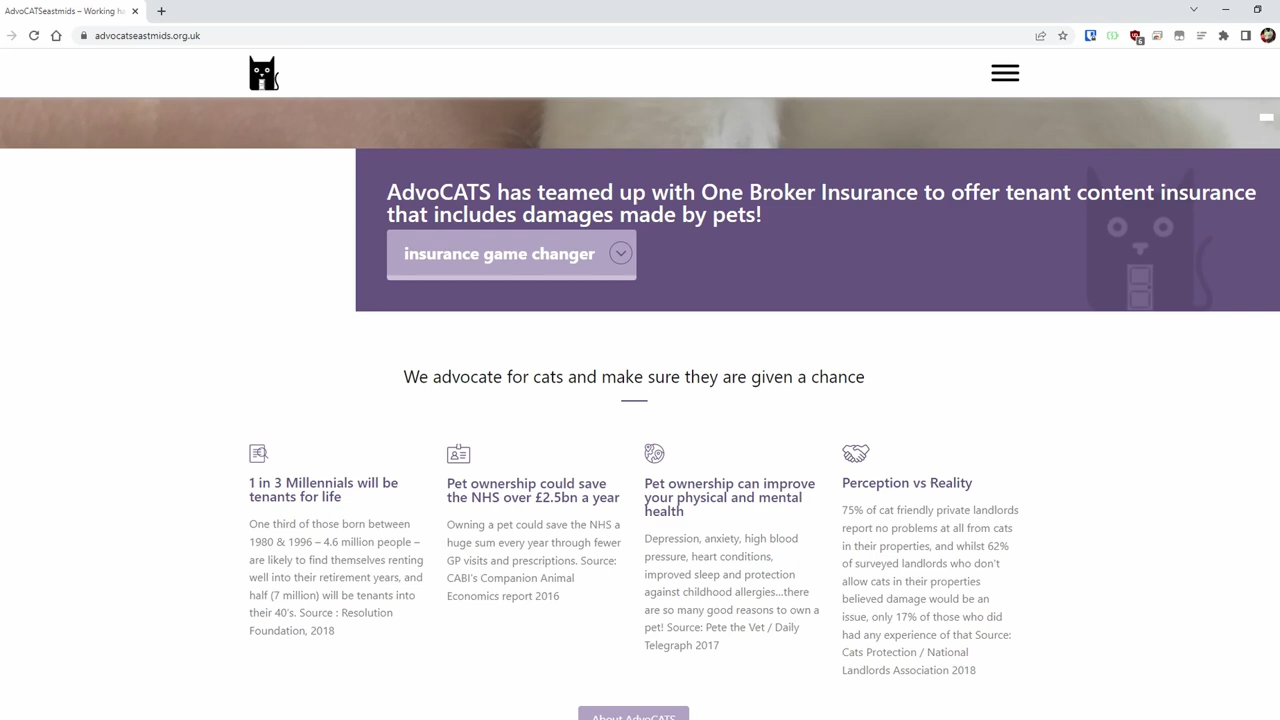 AdvoCATSeastmids – Working ha
advocatseastmids.org.uk
6
AdvoCATS has teamed up with One Broker Insurance to offer tenant content insurance
that includes damages made by pets!
insurance game changer
We advocate for cats and make sure they are given a chance
1 in 3 Millennials will be
tenants for life
One third of those born between
1980 & 1996 – 4.6 million people –
are likely to find themselves renting
well into their retirement years, and
half (7 million) will be tenants into
their 40's. Source : Resolution
Foundation, 2018
Pet ownership could save
the NHS over £2.5bn a year
Owning a pet could save the NHS a
huge sum every year through fewer
GP visits and prescriptions. Source:
CABI's Companion Animal
Economics report 2016
Pet ownership can improve
your physical and mental
health
Depression, anxiety, high blood
pressure, heart conditions,
improved sleep and protection
against childhood allergies...there
are so many good reasons to own a
pet! Source: Pete the Vet / Daily
Telegraph 2017
Perception vs Reality
75% of cat friendly private landlords
report no problems at all from cats
in their properties, and whilst 62%
of surveyed landlords who don't
allow cats in their properties
believed damage would be an
issue, only 17% of those who did
had any experience of that Source:
Cats Protection / National
Landlords Association 2018
About AdvoCATS